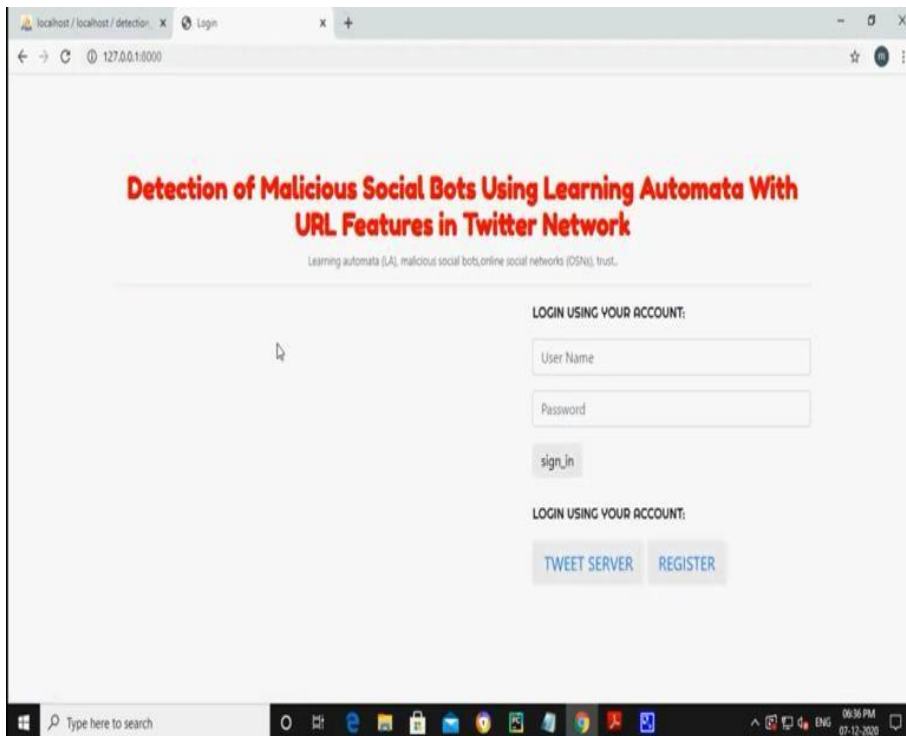 localhost / localhost / detection_
Login
127.0.0.1:8000
Detection of Malicious Social Bots Using Learning Automata With
URL Features in Twitter Network
Learning automata (LA), malicious social bots,online social networks (OSNs), trust..
LOGIN USING YOUR ACCOUNT:
User Name
Password
sign_in
LOGIN USING YOUR ACCOUNT:
TWEET SERVER
REGISTER
Type here to search
ENG
06:36 PM
07-12-2020